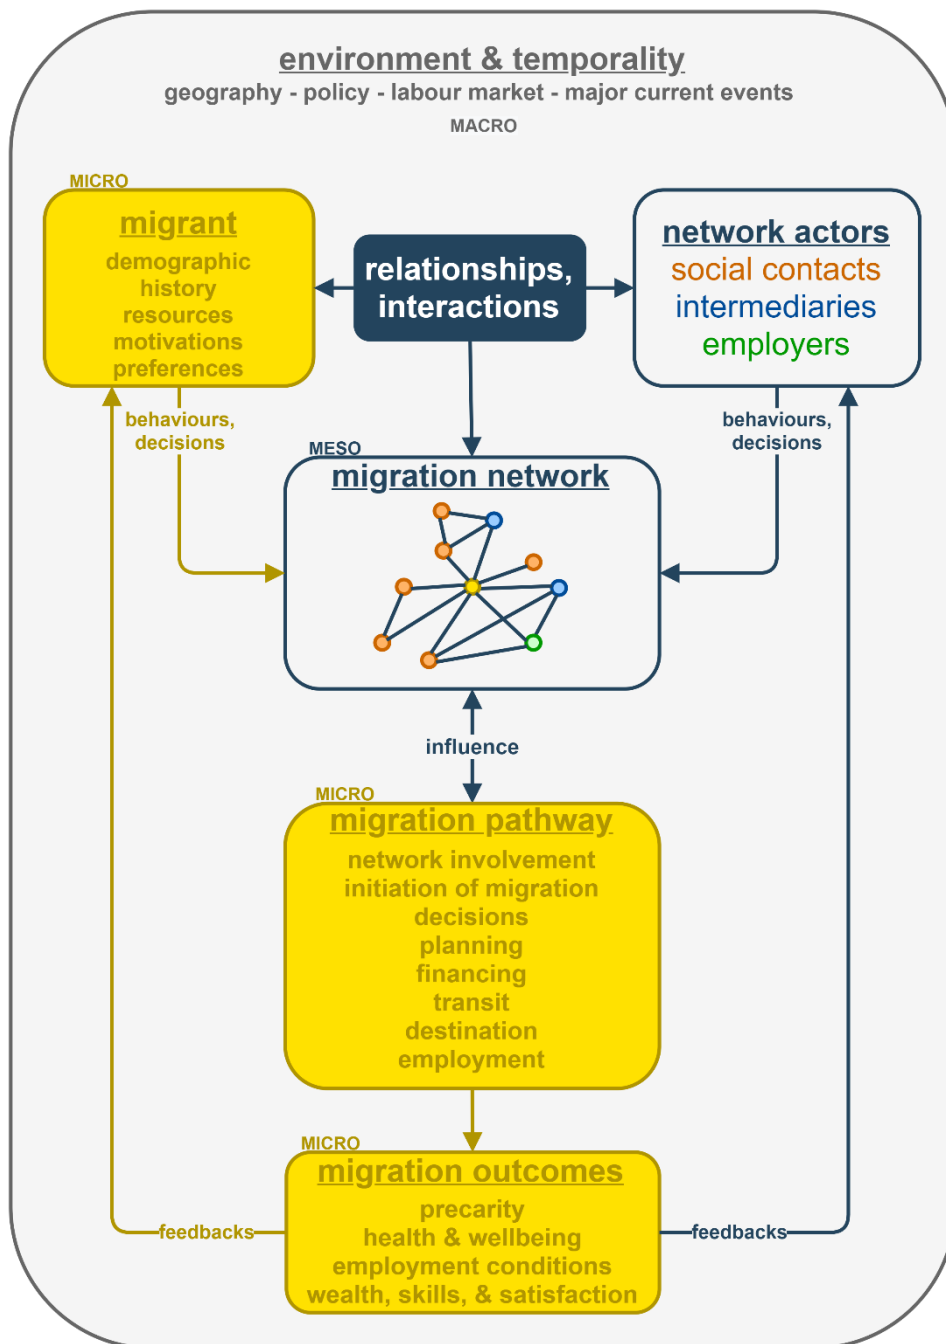 environment & temporality
geography - policy - labour market - major current events
MACRO
MICRO
migrant
demographic
history
resources
motivations
preferences
relationships,
interactions
network actors
social contacts
intermediaries
employers
behaviours,
decisions
behaviours,
decisions
MESO
migration network
influence
MICRO
migration pathway
network involvement
initiation of migration
decisions
planning
financing
transit
destination
employment
MICRO
migration outcomes
precarity
health & wellbeing
employment conditions
wealth, skills, & satisfaction
feedbacks
feedbacks